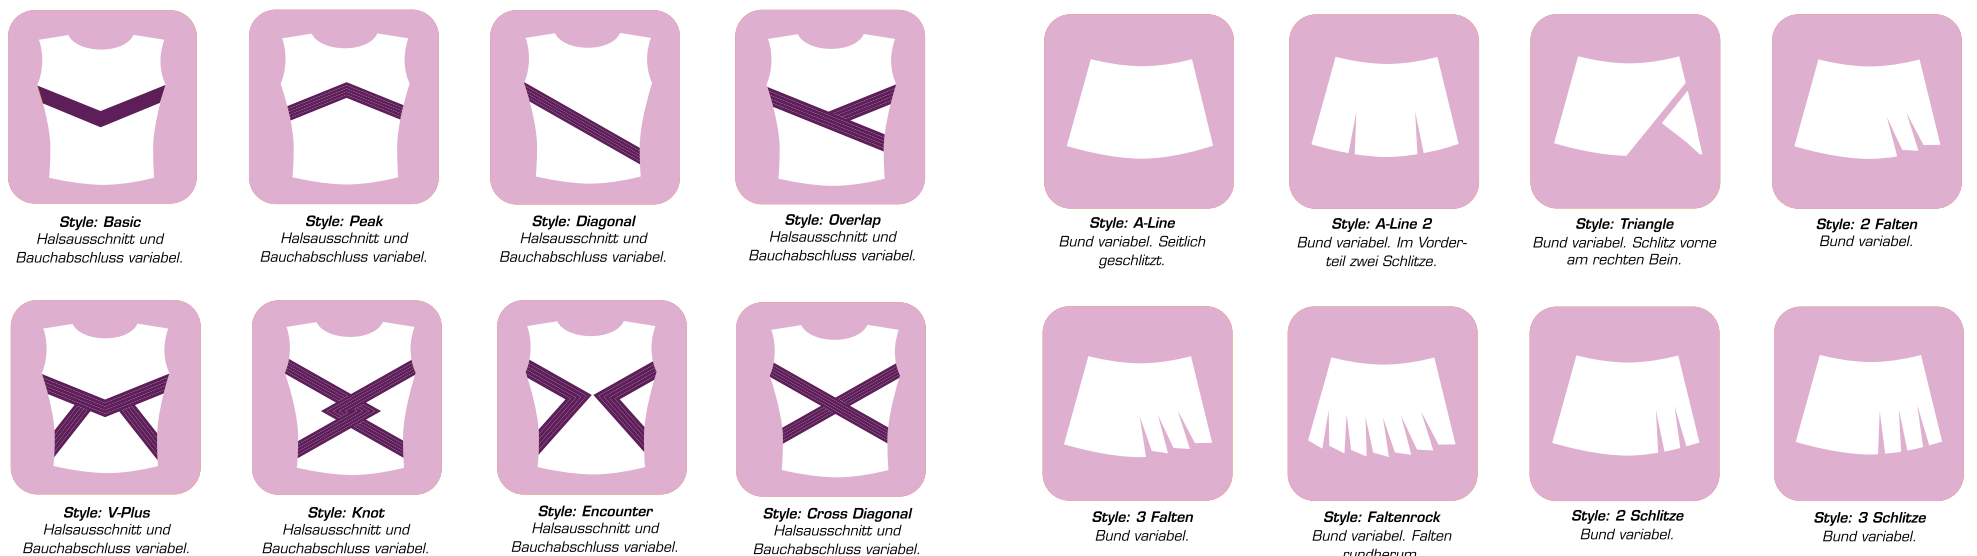 Style: Basic
Halsausschnitt und
Bauchabschluss variabel.
Style: Peak
Halsausschnitt und
Bauchabschluss variabel.
Style: Diagonal
Halsausschnitt und
Bauchabschluss variabel.
Style: Overlap
Halsausschnitt und
Bauchabschluss variabel.
Style: A-Line
Bund variabel. Seitlich
geschlitzt.
Style: A-Line 2
Bund variabel. Im Vorder-
teil zwei Schlitze.
Style: Triangle
Bund variabel. Schlitz vorne
am rechten Bein.
Style: 2 Falten
Bund variabel.
Style: V-Plus
Halsausschnitt und
Bauchabschluss variabel.
Style: Knot
Halsausschnitt und
Bauchabschluss variabel.
Style: Encounter
Halsausschnitt und
Bauchabschluss variabel.
Style: Cross Diagonal
Halsausschnitt und
Bauchabschluss variabel.
Style: 3 Falten
Bund variabel.
Style: Faltenrock
Bund variabel. Falten
rundherum
Style: 2 Schlitze
Bund variabel.
Style: 3 Schlitze
Bund variabel.